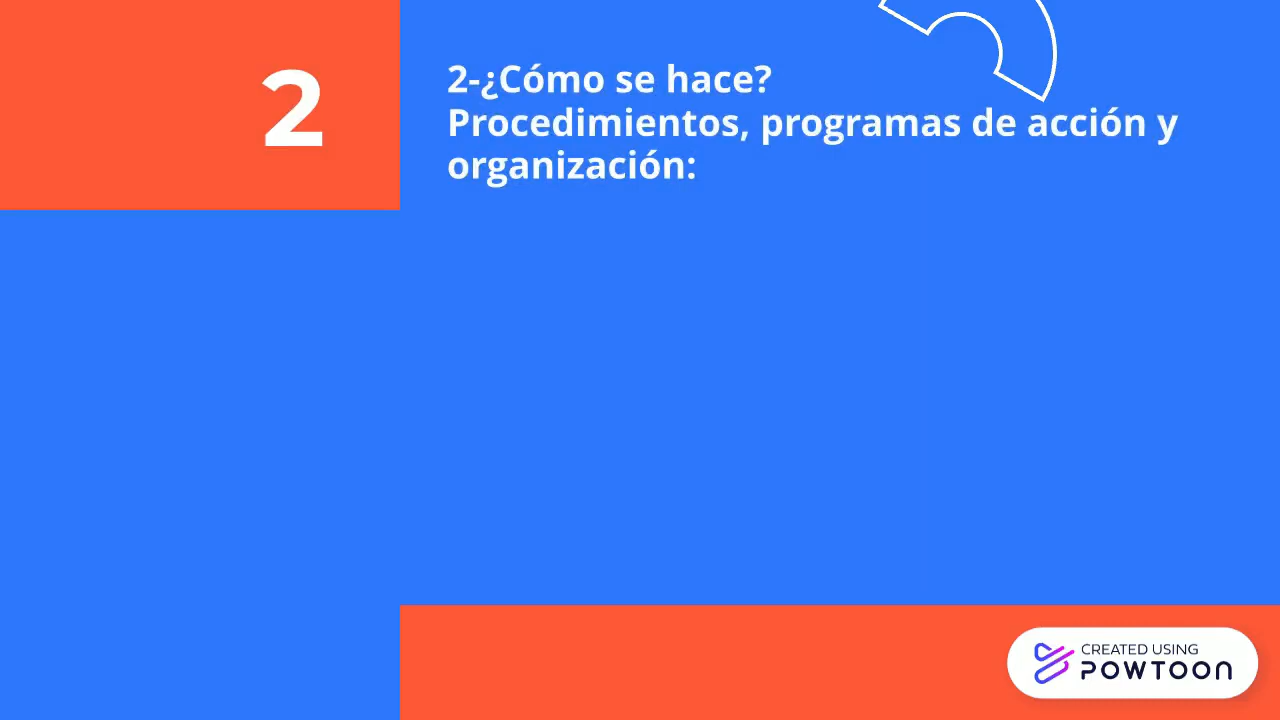 2
2-¿Cómo se hace?
Procedimientos, programas de acción y
organización:
CREATED USING
POWTOON